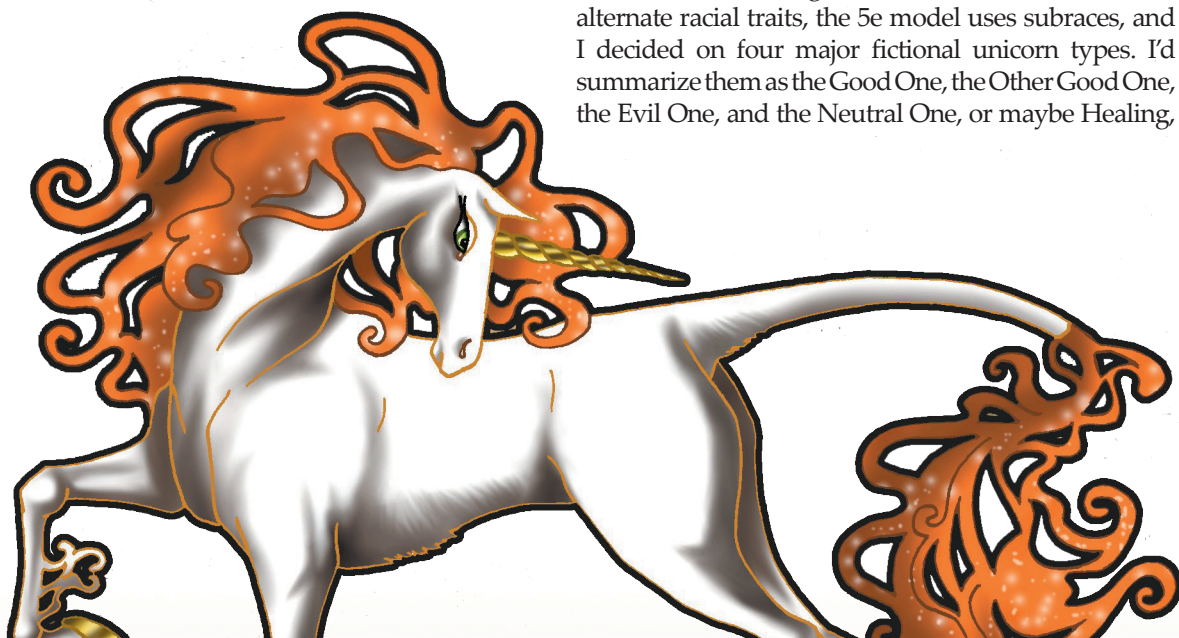 alternate racial traits, the 5e model uses subraces, and
I decided on four major fictional unicorn types. I’d
summarize them as the Good One, the Other Good One,
the Evil One, and the Neutral One, or maybe Healing,